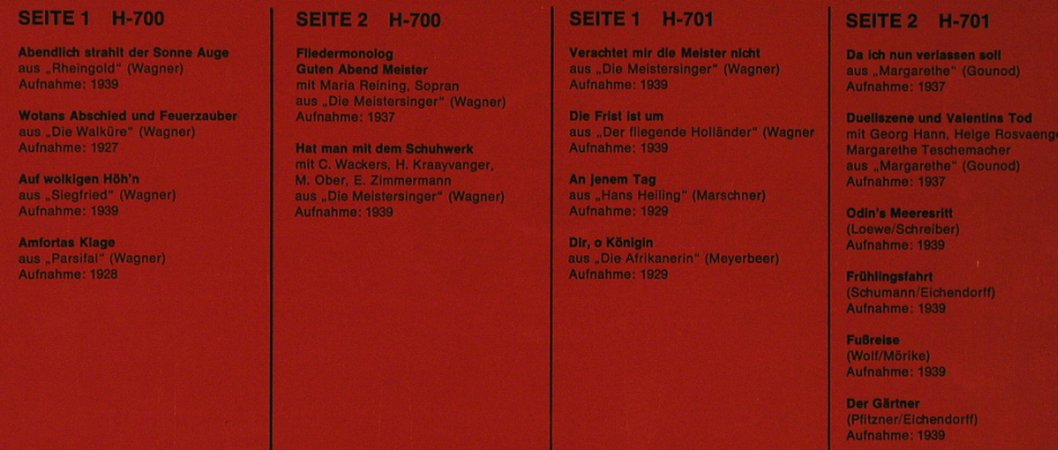 SEITE 1 H-700
Abendlich strahlt der Sonne Auge
aus „Rheingold“ (Wagner)
Aufnahme: 1939
Wotans Abschied und Feuerzauber
aus „Die Walküre“ (Wagner)
Aufnahme: 1927
Auf wolkigen Höh'n
aus „Siegfried“ (Wagner)
Aufnahme: 1939
Amfortas Klage
aus „Parsifal“ (Wagner)
Aufnahme: 1928
SEITE 2 H-700
Fliedermonolog
Guten Abend Meister
mit Maria Reining, Sopran
aus „Die Meistersinger“ (Wagner)
Aufnahme: 1937
Hat man mit dem Schuhwerk
mit C. Wackers, H. Kraayvanger,
M. Ober, E. Zimmermann
aus „Die Meistersinger“ (Wagner)
Aufnahme: 1939
SEITE 1 H-701
Verachtet mir die Meister nicht
aus „Die Meistersinger“ (Wagner)
Aufnahme: 1939
Die Frist ist um
aus „Der fliegende Holländer“ (Wagner
Aufnahme: 1939
An jenem Tag
aus „Hans Heiling“ (Marschner)
Aufnahme: 1929
Dir, o Königin
aus „Die Afrikanerin“ (Meyerbeer)
Aufnahme: 1929
SEITE 2 H-701
Da ich nun verlassen soll
aus „Margarethe“ (Gounod)
Aufnahme: 1937
Duellszene und Valentins Tod
mit Georg Hann, Helge Rosvaeng
Margarethe Teschemacher
aus „Margarethe“ (Gounod)
Aufnahme: 1937
Odin's Meeresritt
(Loewe/Schreiber)
Aufnahme: 1939
Frühlingsfahrt
(Schumann/Eichendorff)
Aufnahme: 1939
Fußreise
(Wolf/Mörike)
Aufnahme: 1939
Der Gärtner
(Pfitzner/Eichendorff)
Aufnahme: 1939